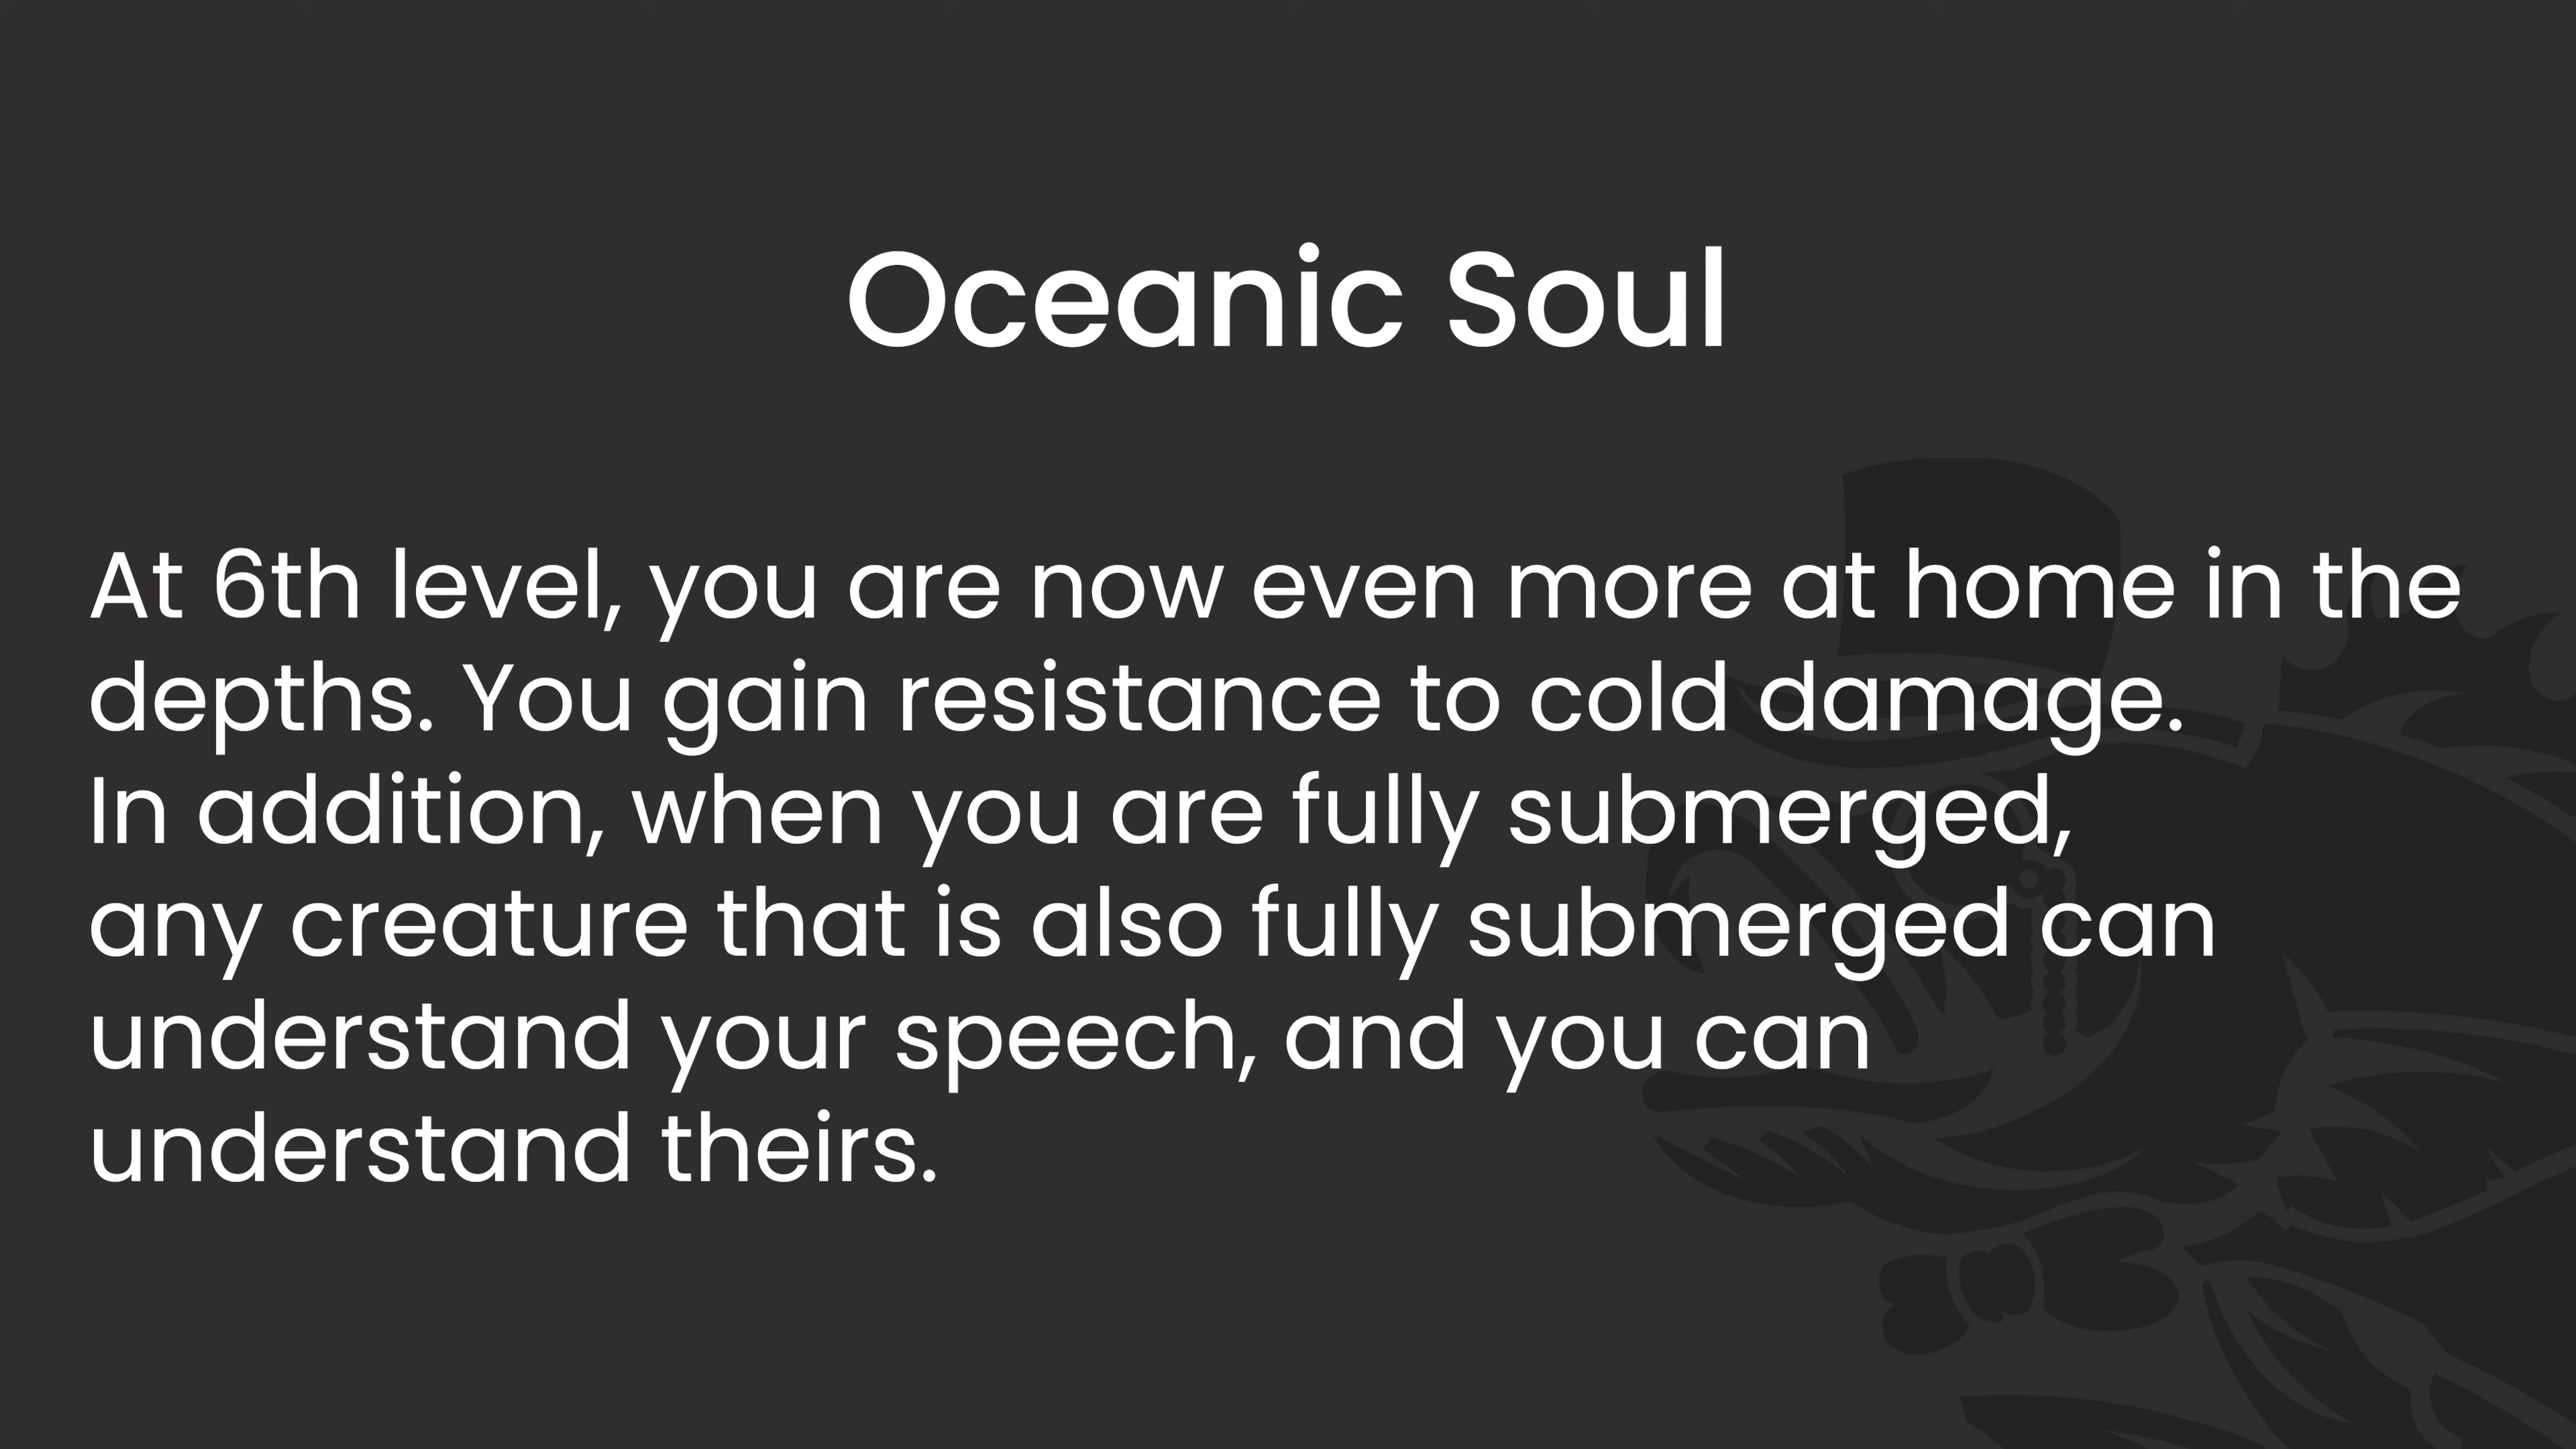 Oceanic Soul
At 6th level, you are now even more at home in the
depths. You gain resistance to cold damage.
In addition, when you are fully submerged,
any creature that is also fully submerged can
understand your speech, and you can
understand theirs.